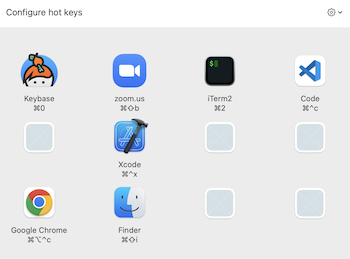 Configure hot keys
Keybase
zoom.us
iTerm2
Code
⌘0
⌘⇧b
⌘2
⌘^c
$
Xcode
⌘^x
Google Chrome
Finder
⌘⌥^c
⌘⇧i